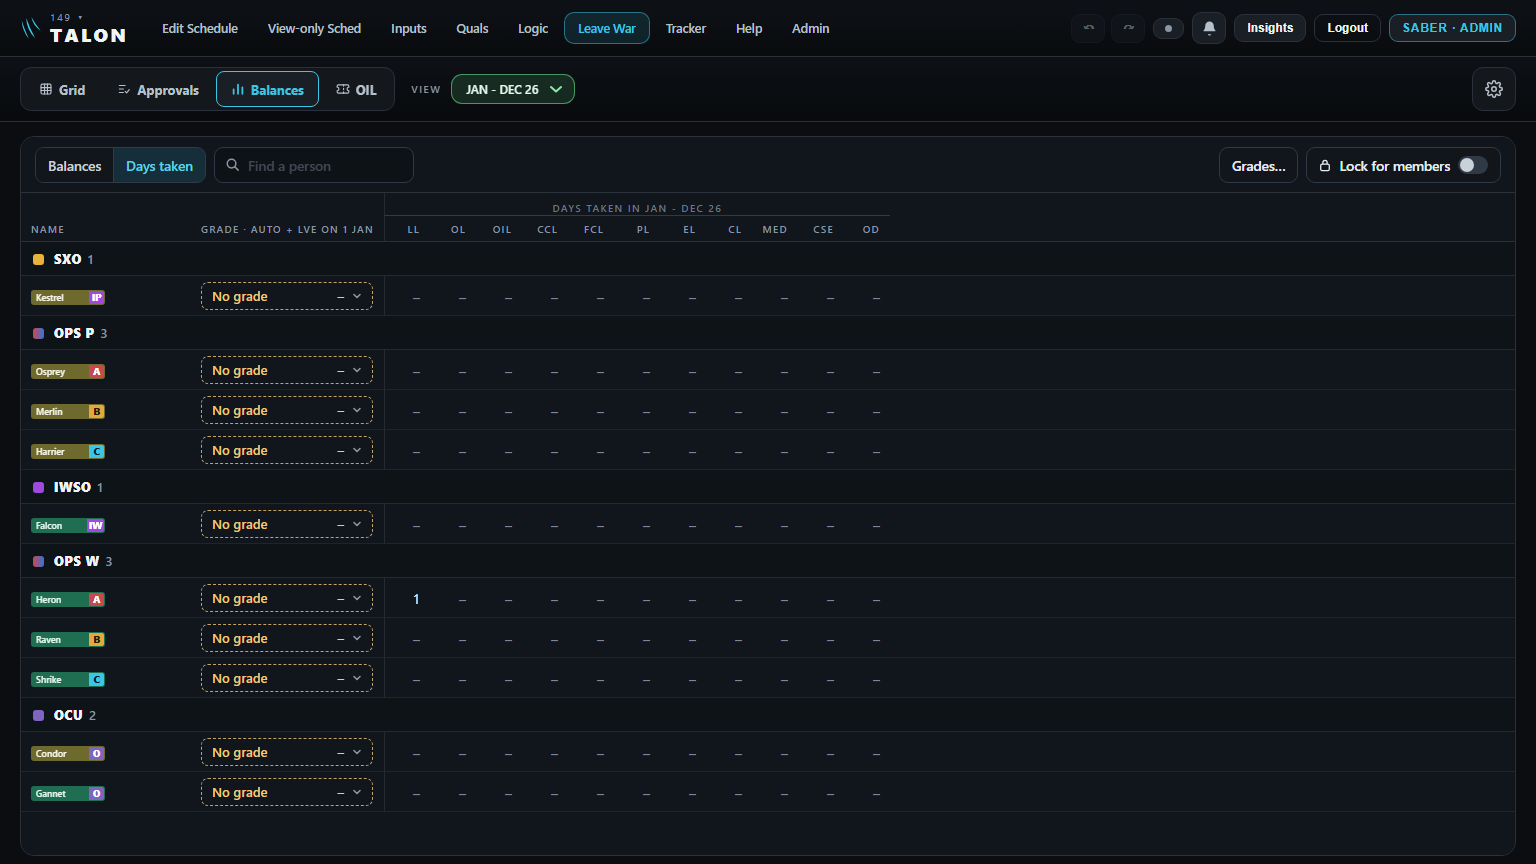 149
TALON
Edit Schedule
View-only Sched
Inputs
Quals
Logic
Leave War
Tracker
Help
Admin
Insights
Logout
SABER · ADMIN
Grid
Approvals
Balances
OIL
VIEW
JAN - DEC 26
Balances
Days taken
Find a person
Grades...
Lock for members
DAYS TAKEN IN JAN - DEC 26
NAME GRADE · AUTO + LVE ON 1 JAN LL OL OIL CCL FCL PL EL CL MED CSE OD
SXO 1
Kestrel IP No grade – – – – – – – – – – – –
OPS P 3
Osprey A No grade – – – – – – – – – – – –
Merlin B No grade – – – – – – – – – – – –
Harrier C No grade – – – – – – – – – – – –
IWSO 1
Falcon IW No grade – – – – – – – – – – – –
OPS W 3
Heron A No grade – 1 – – – – – – – – – –
Raven B No grade – – – – – – – – – – – –
Shrike C No grade – – – – – – – – – – – –
OCU 2
Condor O No grade – – – – – – – – – – – –
Gannet O No grade – – – – – – – – – – – –